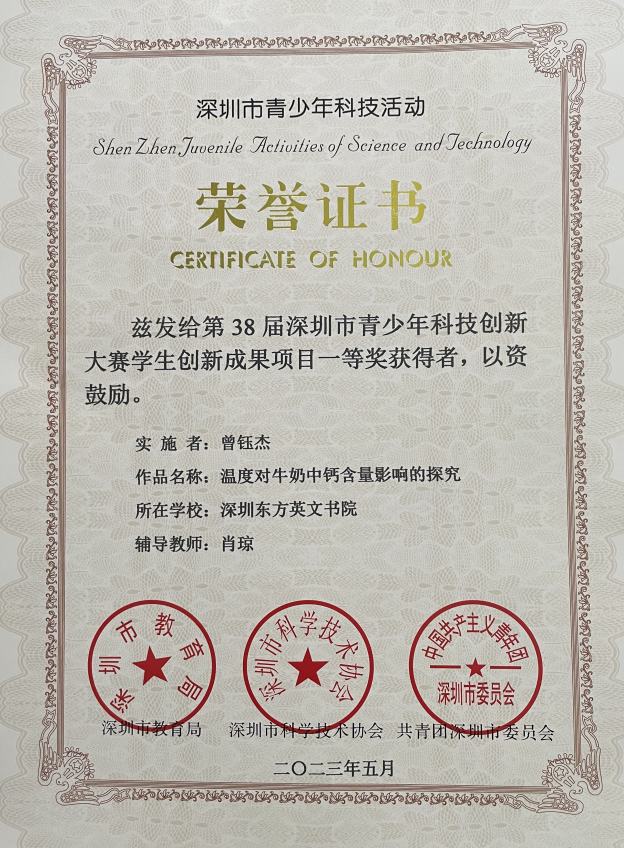 深圳市青少年科技活动
Shen Zhen Juvenile Activities of Science and Technology
荣誉证书
CERTIFICATE OF HONOUR
兹发给第 38 届深圳市青少年科技创新
大赛学生创新成果项目一等奖获得者，以资
鼓励。
实 施 者：曾钰杰
作品名称：温度对牛奶中钙含量影响的探究
所在学校：深圳东方英文书院
辅导教师：肖琼
深圳市教育局
深圳市科学技术协会
中国共产主义青年团
深圳市委员会
深圳市教育局 深圳市科学技术协会 共青团深圳市委员会
二〇二三年五月